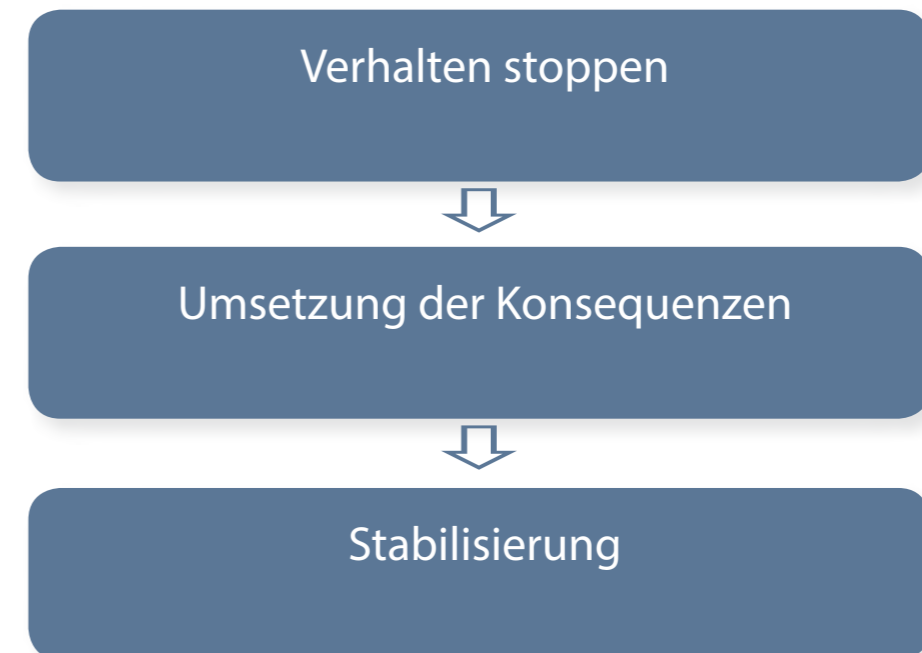 Verhalten stoppen
Umsetzung der Konsequenzen
Stabilisierung